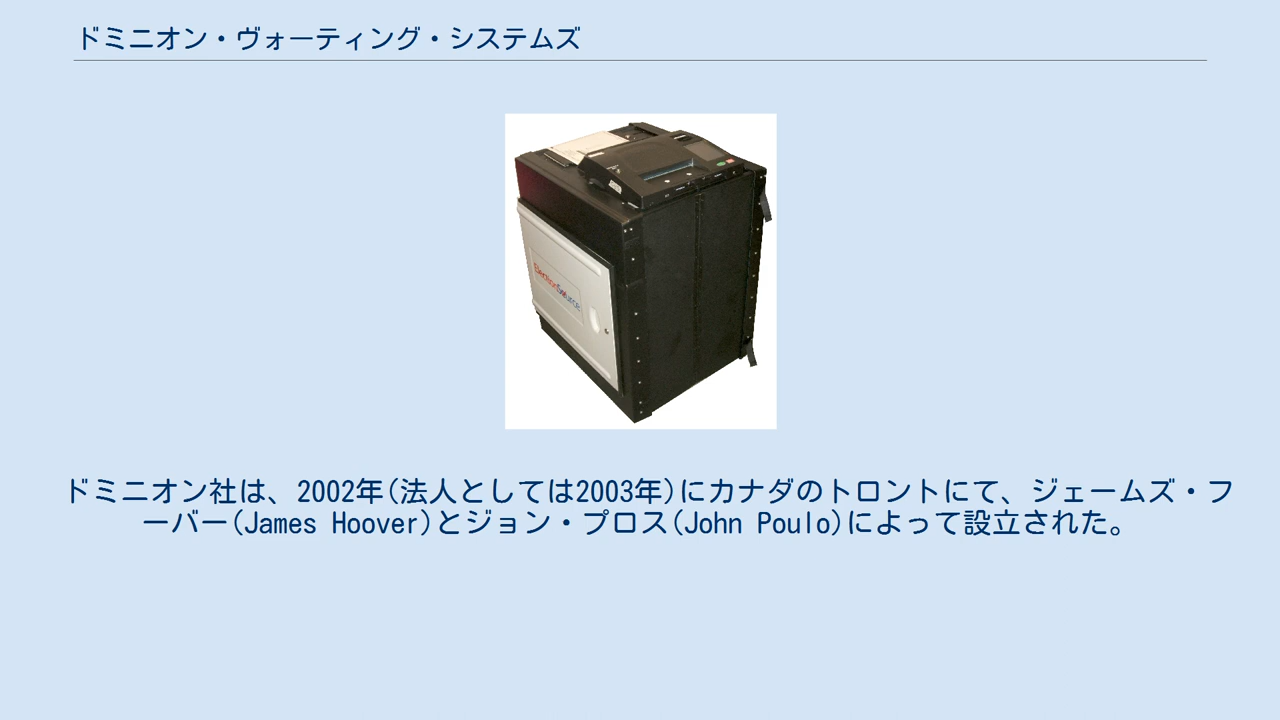 ドミニオン・ヴォーティング・システムズ
ElectionSource
ドミニオン社は、2002年(法人としては2003年)にカナダのトロントにて、ジェームズ・フ
ーバー(James Hoover)とジョン・プロス(John Poulo)によって設立された。